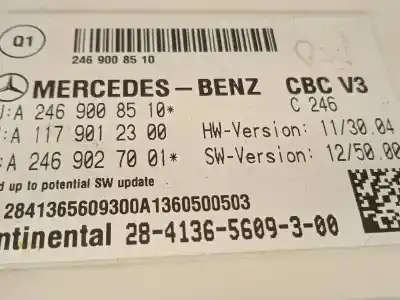 Q1
246 900 85 10
MERCEDES-BENZ CBC V3
:A 246 900 85 10* C 246
:A 117 901 23 00 HW-Version: 11/30.04
:A 246 902 70 01* SW-Version: 12/50.00
d up to potential SW update
2841365609300A1360500503
ntinental 28-4136-5609-3-00